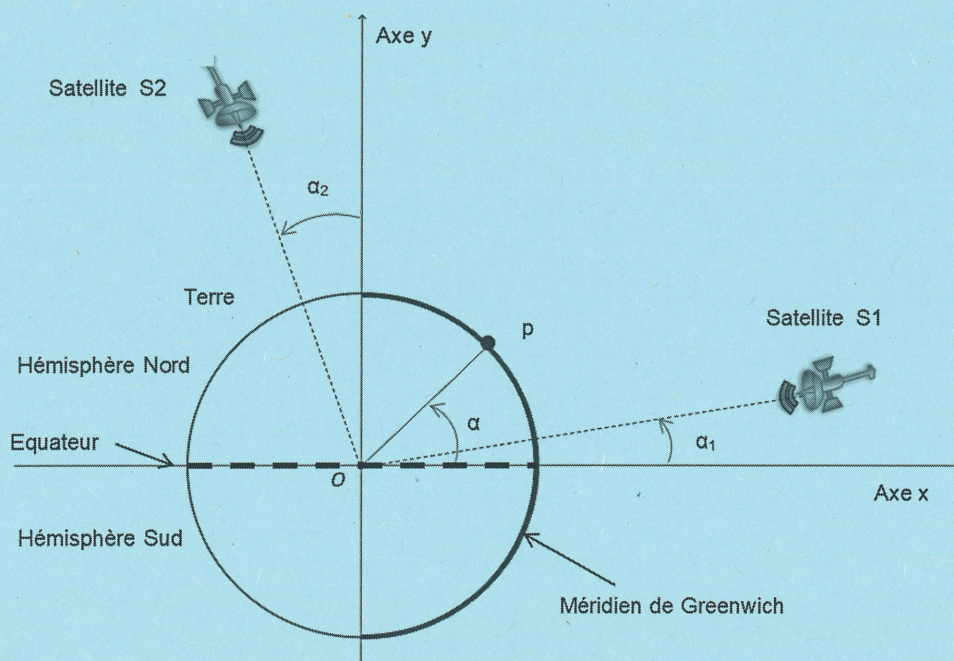 Axe y
Satellite S2
α₂
Terre
p
Satellite S1
Hémisphère Nord
α
α₁
Equateur
O
Axe x
Hémisphère Sud
Méridien de Greenwich